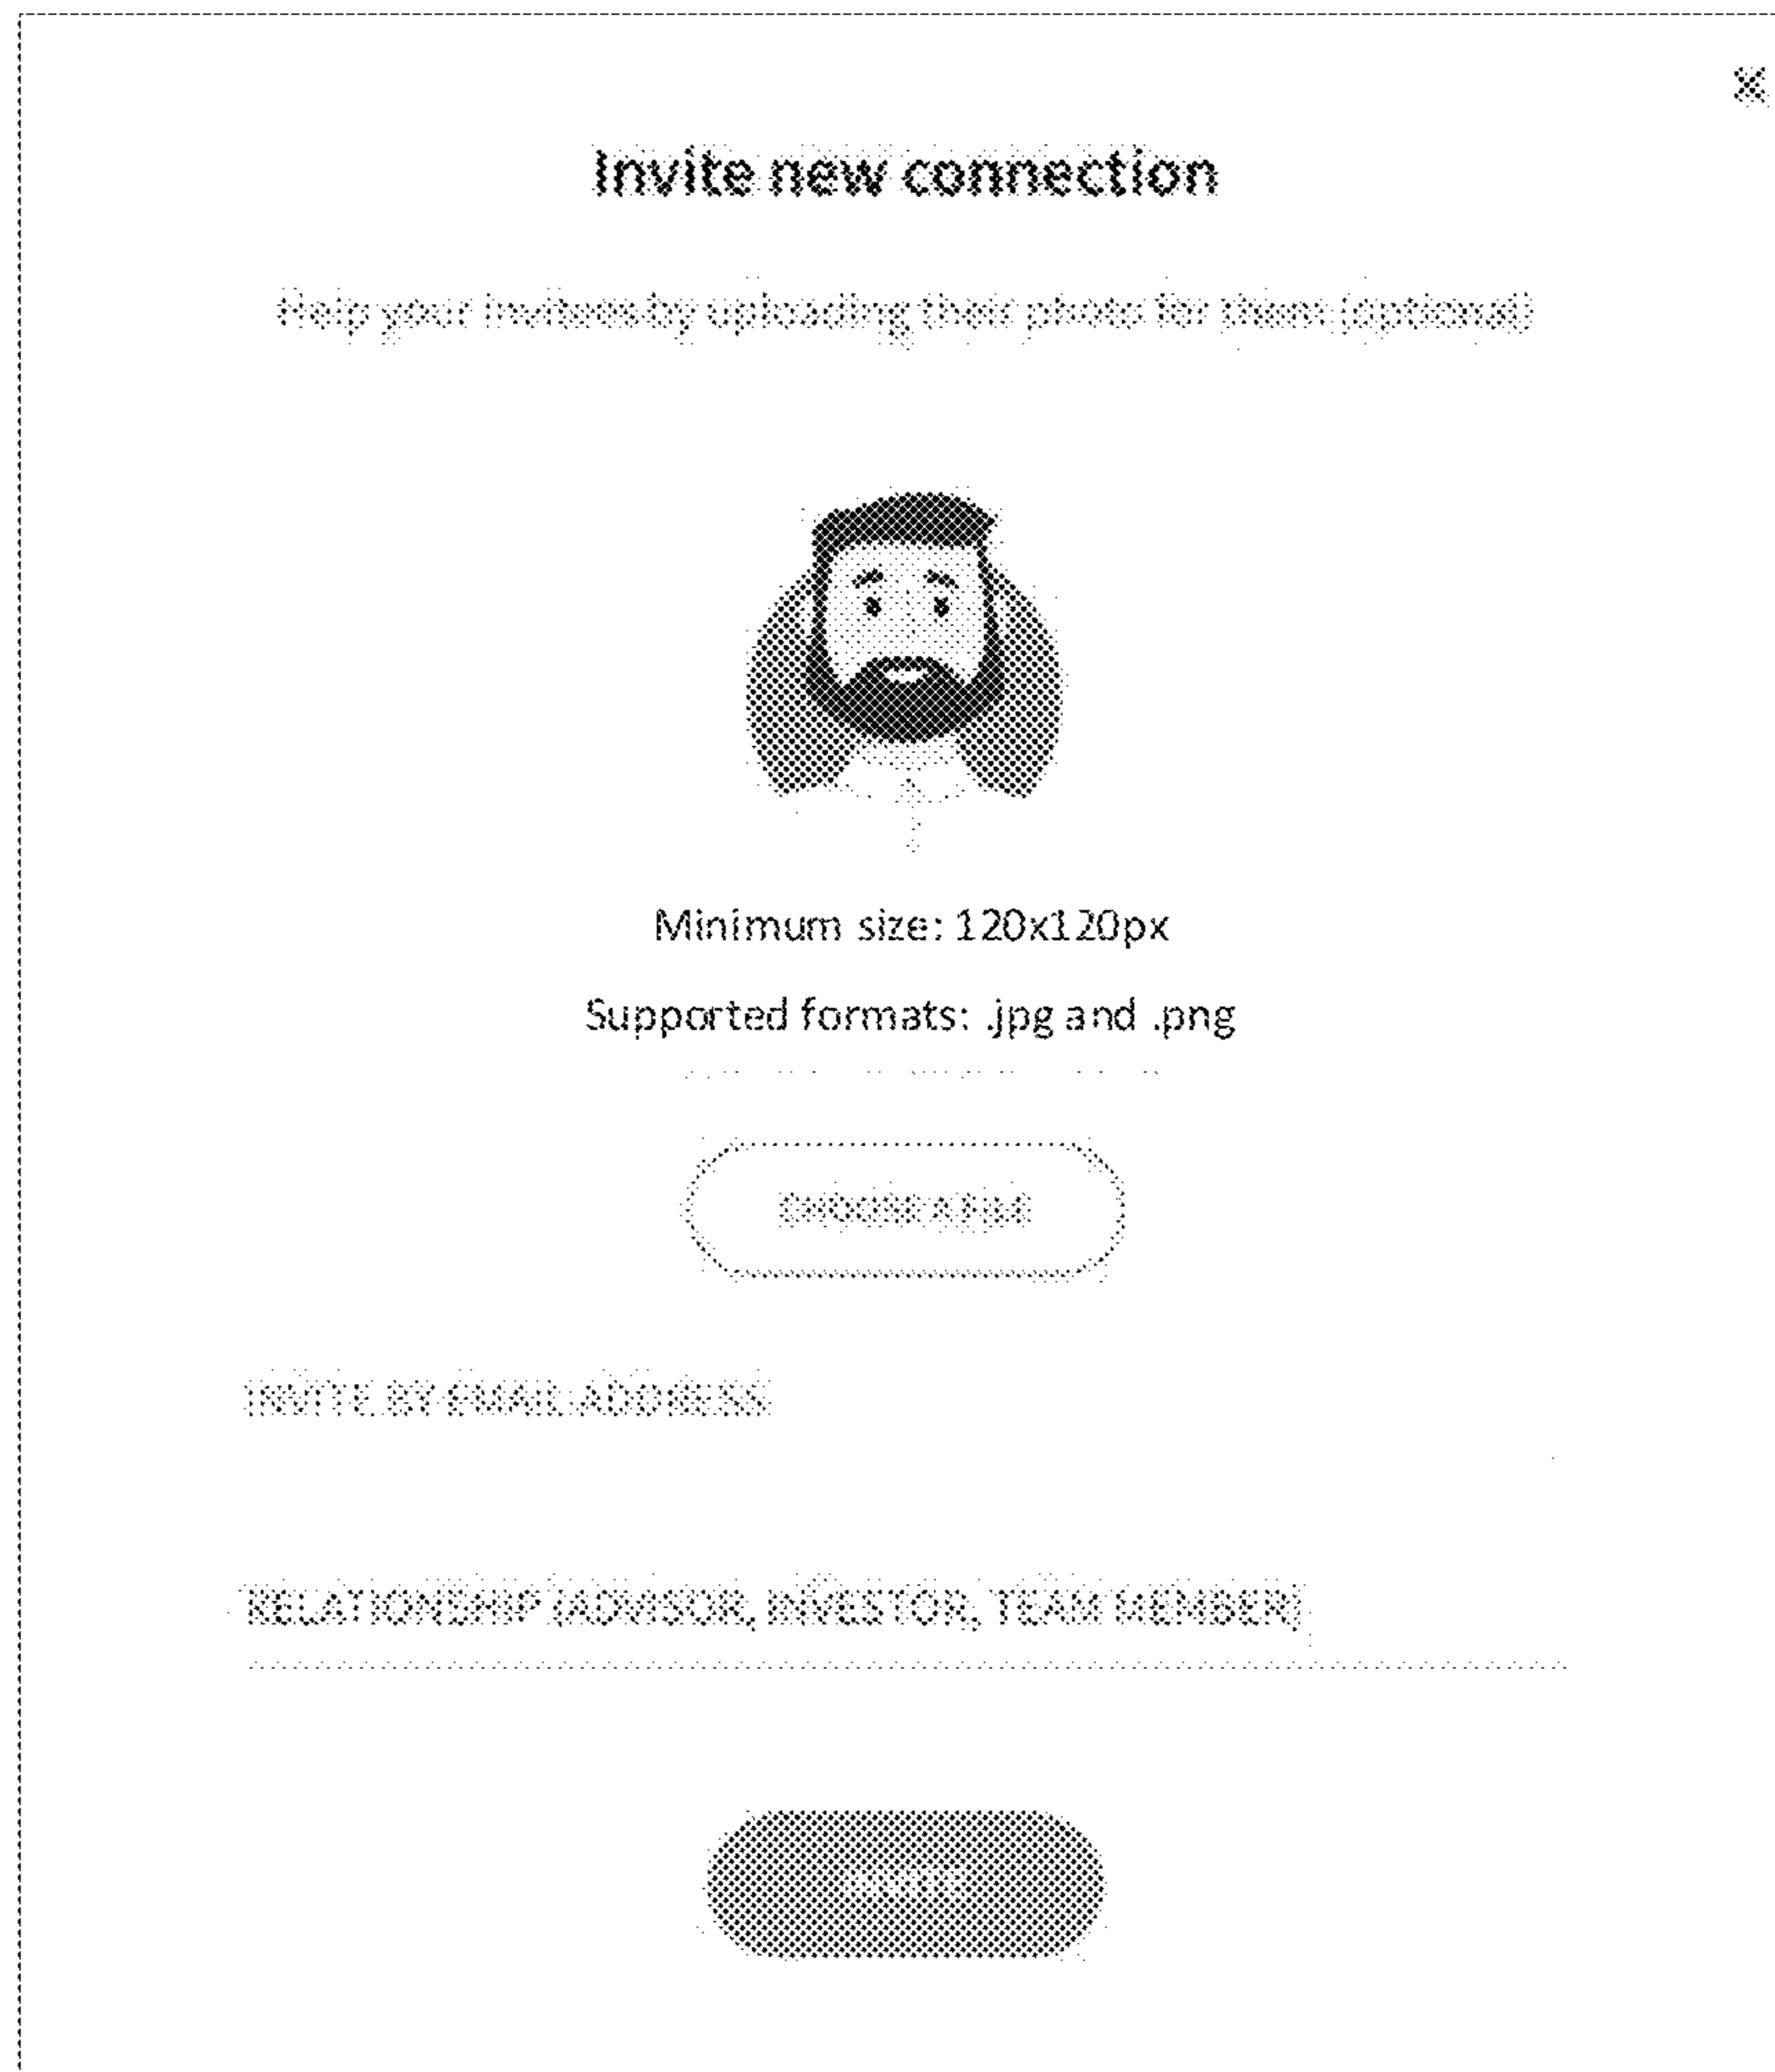 Invite new connection
Help your invitees by uploading their photo for them (optional)
Minimum size: 120x120px
Supported formats: .jpg and .png
CHOOSE A FILE
INVITE BY EMAIL ADDRESS
RELATIONSHIP (ADVISOR, INVESTOR, TEAM MEMBER)
INVITE